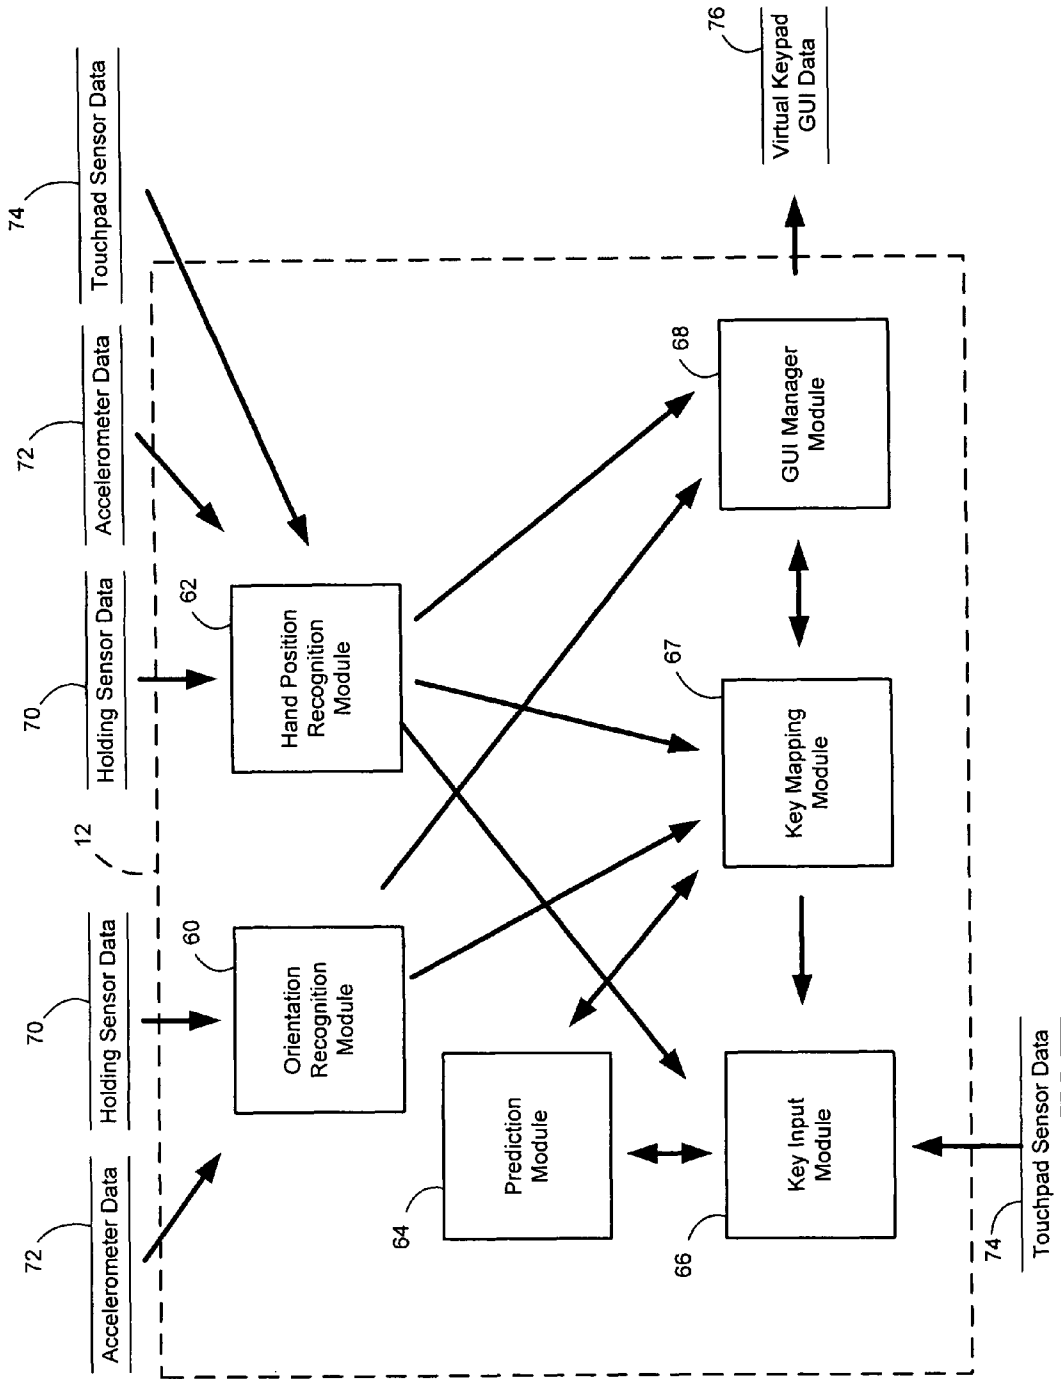 72
Accelerometer Data
70
Holding Sensor Data
12
70
Holding Sensor Data
72
Accelerometer Data
74
Touchpad Sensor Data
60
Orientation
Recognition
Module
62
Hand Position
Recognition
Module
64
Prediction
Module
66
Key Input
Module
67
Key Mapping
Module
68
GUI Manager
Module
76
Virtual Keypad
GUI Data
74
Touchpad Sensor Data